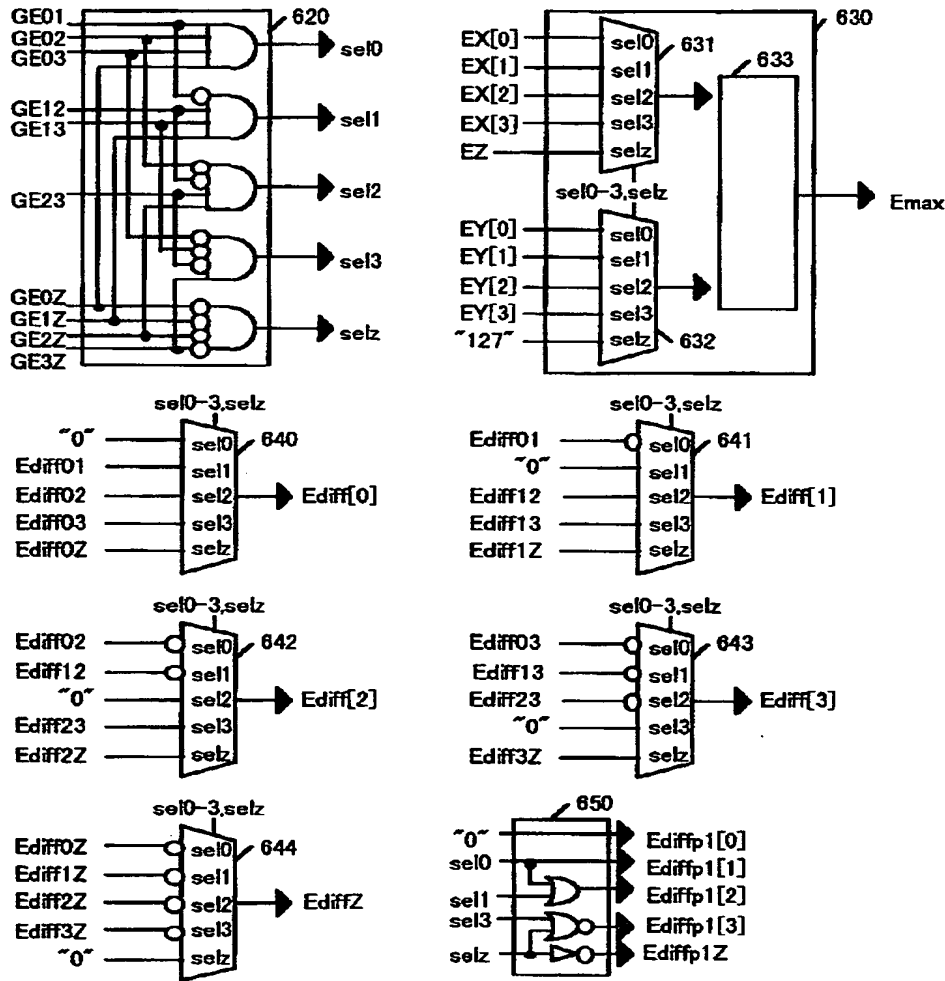 GE01
GE02
GE03
GE12
GE13
GE23
GE0Z
GE1Z
GE2Z
GE3Z
620
sel0
sel1
sel2
sel3
selz
630
EX[0]
EX[1]
EX[2]
EX[3]
EZ
sel0
sel1
sel2
sel3
selz
631
633
sel0-3,selz
Emax
EY[0]
EY[1]
EY[2]
EY[3]
"127"
sel0
sel1
sel2
sel3
selz
632
sel0-3,selz
640
"0"
Ediff01
Ediff02
Ediff03
Ediff0Z
sel0
sel1
sel2
sel3
selz
Ediff[0]
sel0-3,selz
641
Ediff01
"0"
Ediff12
Ediff13
Ediff1Z
sel0
sel1
sel2
sel3
selz
Ediff[1]
sel0-3,selz
642
Ediff02
Ediff12
"0"
Ediff23
Ediff2Z
sel0
sel1
sel2
sel3
selz
Ediff[2]
sel0-3,selz
643
Ediff03
Ediff13
Ediff23
"0"
Ediff3Z
sel0
sel1
sel2
sel3
selz
Ediff[3]
sel0-3,selz
644
Ediff0Z
Ediff1Z
Ediff2Z
Ediff3Z
"0"
sel0
sel1
sel2
sel3
selz
EdiffZ
650
"0"
sel0
sel1
sel3
selz
Ediffp1[0]
Ediffp1[1]
Ediffp1[2]
Ediffp1[3]
Ediffp1Z